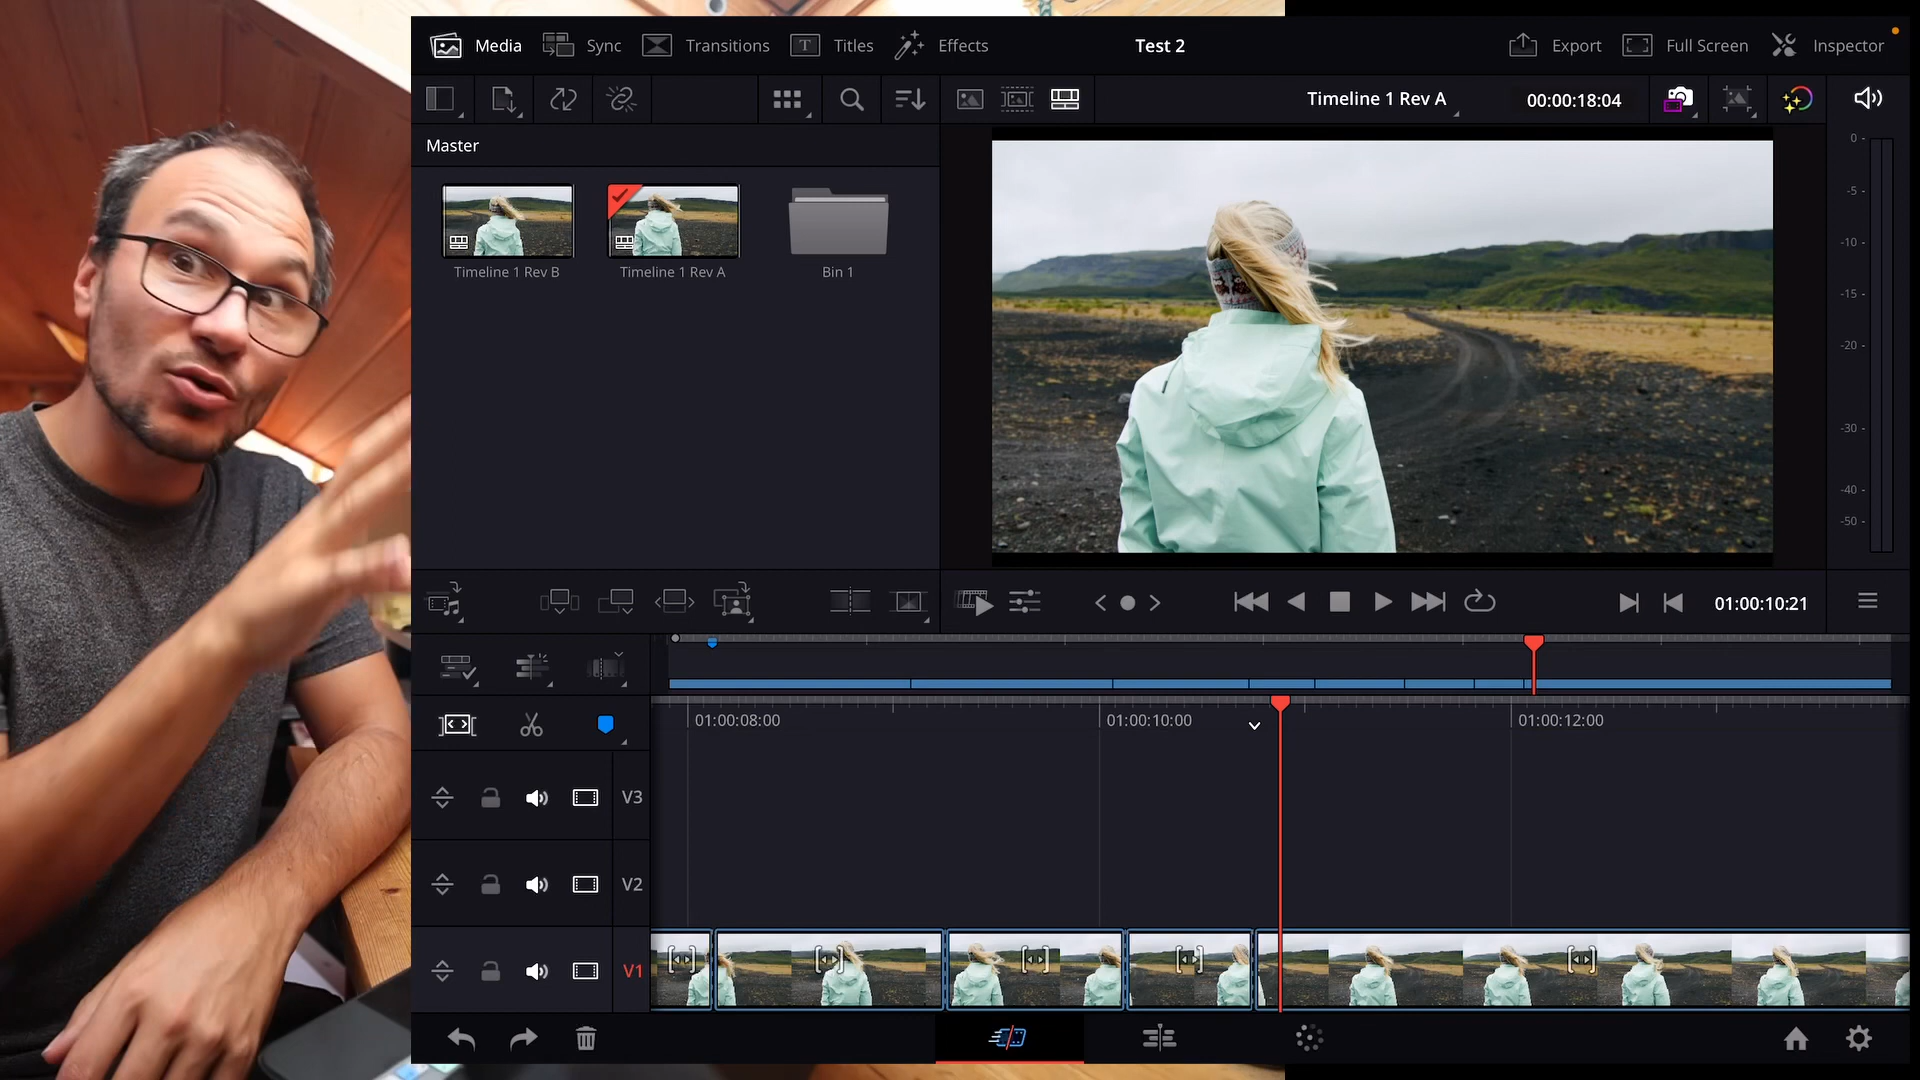 Media Sync Transitions Titles Effects Test 2 Export Full Screen Inspector
Timeline 1 Rev A 00:00:18:04
Master
Timeline 1 Rev B Timeline 1 Rev A Bin 1
0
-5
-10
-15
-20
-30
-40
-50
01:00:10:21
01:00:08:00 01:00:10:00 01:00:12:00
V3
V2
V1